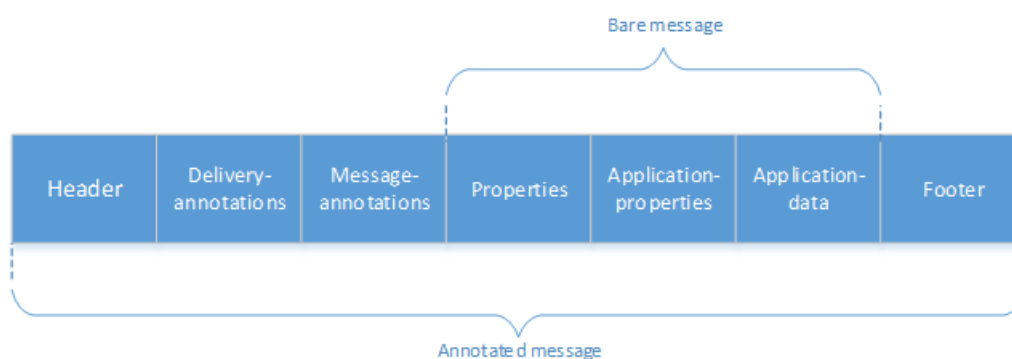 Bare message
Header
Delivery-
annotations
Message-
annotations
Properties
Application-
properties
Application-
data
Footer
Annotated message